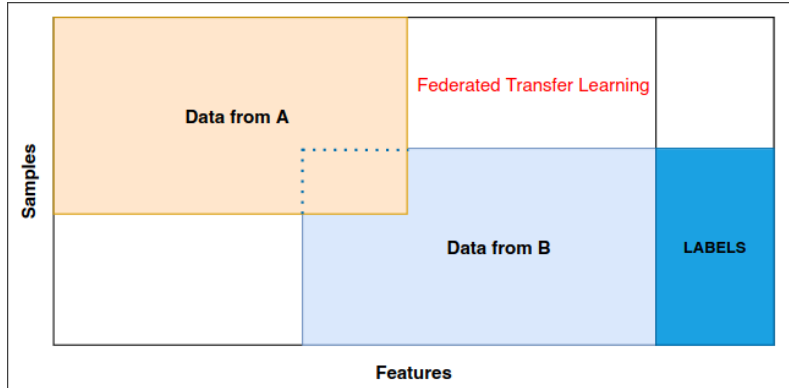 Federated Transfer Learning
Data from A
Samples
Data from B
LABELS
Features